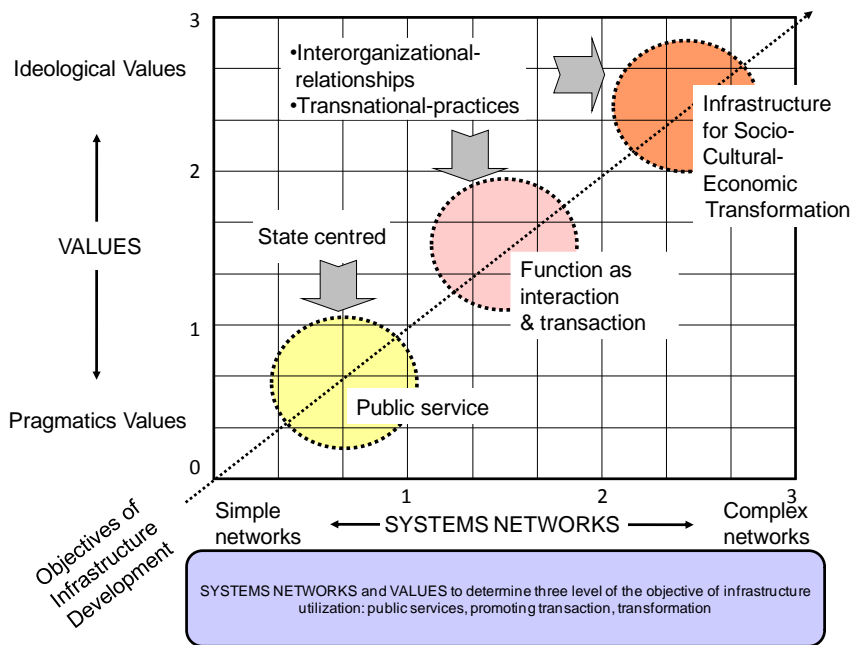 3
Ideological Values
•Interorganizational-
relationships
•Transnational-practices
Infrastructure
for Socio-
Cultural-
Economic
Transformation
2
State centred
VALUES
Function as
interaction
& transaction
1
Public service
Pragmatics Values
0
1
2
3
Simple
networks
SYSTEMS NETWORKS
Complex
networks
Objectives of
Infrastructure
Development
SYSTEMS NETWORKS and VALUES to determine three level of the objective of infrastructure
utilization: public services, promoting transaction, transformation